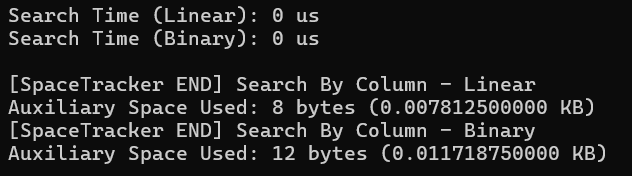 Search Time (Linear): 0 us
Search Time (Binary): 0 us
[SpaceTracker END] Search By Column - Linear
Auxiliary Space Used: 8 bytes (0.007812500000 KB)
[SpaceTracker END] Search By Column - Binary
Auxiliary Space Used: 12 bytes (0.011718750000 KB)